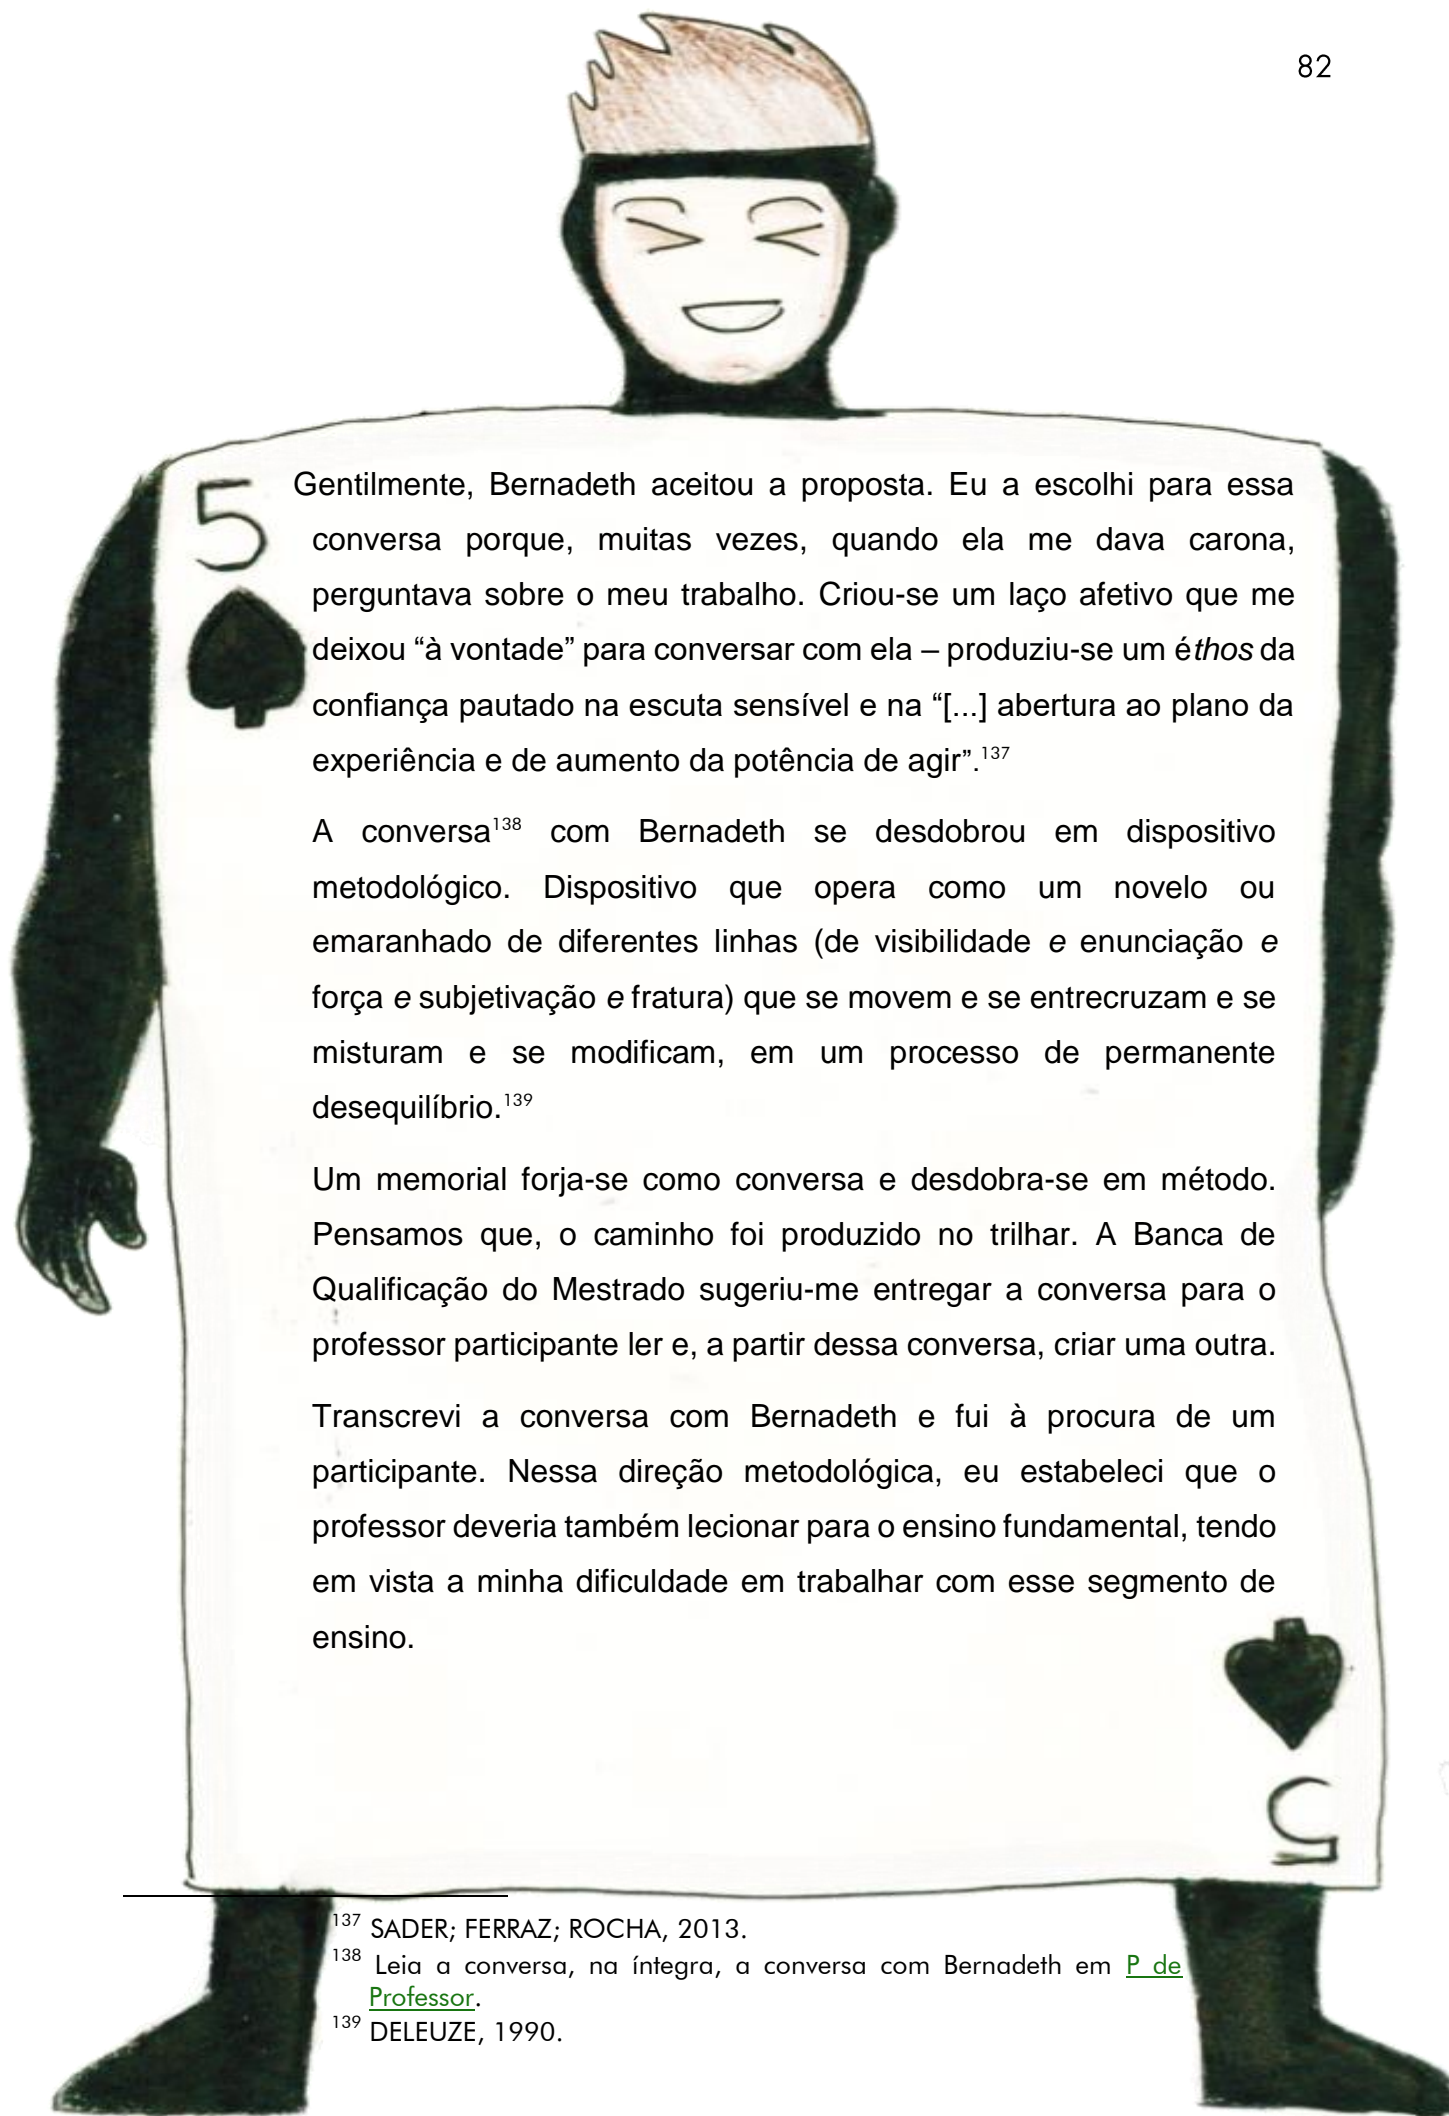 82
5
Gentilmente, Bernadeth aceitou a proposta. Eu a escolhi para essa
conversa porque, muitas vezes, quando ela me dava carona,
perguntava sobre o meu trabalho. Criou-se um laço afetivo que me
deixou “à vontade” para conversar com ela – produziu-se um éthos da
confiança pautado na escuta sensível e na “[...] abertura ao plano da
experiência e de aumento da potência de agir”.137
A conversa138 com Bernadeth se desdobrou em dispositivo
metodológico. Dispositivo que opera como um novelo ou
emaranhado de diferentes linhas (de visibilidade e enunciação e
força e subjetivação e fratura) que se movem e se entrecruzam e se
misturam e se modificam, em um processo de permanente
desequilíbrio.139
Um memorial forja-se como conversa e desdobra-se em método.
Pensamos que, o caminho foi produzido no trilhar. A Banca de
Qualificação do Mestrado sugeriu-me entregar a conversa para o
professor participante ler e, a partir dessa conversa, criar uma outra.
Transcrevi a conversa com Bernadeth e fui à procura de um
participante. Nessa direção metodológica, eu estabeleci que o
professor deveria também lecionar para o ensino fundamental, tendo
em vista a minha dificuldade em trabalhar com esse segmento de
ensino.
5
137 SADER; FERRAZ; ROCHA, 2013.
138 Leia a conversa, na íntegra, a conversa com Bernadeth em P de
Professor.
139 DELEUZE, 1990.